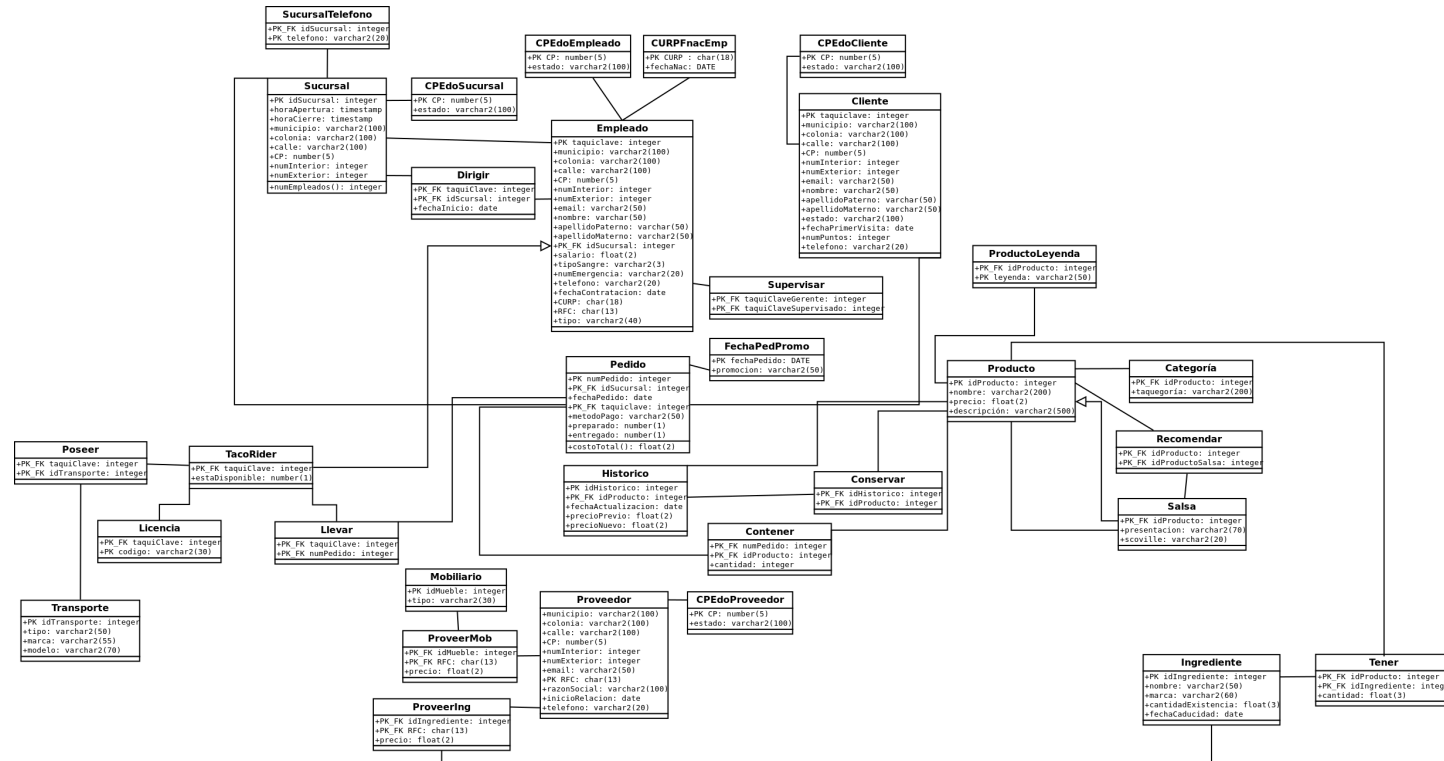 SucursalTelefono
+PK_FK idSucursal: integer
+PK telefono: varchar2(20)
CPEdoEmpleado
+PK CP: number(5)
+estado: varchar2(100)
CURPFnacEmp
+PK CURP : char(18)
+fechaNac: DATE
CPEdoCliente
+PK CP: number(5)
+estado: varchar2(100)
Sucursal
+PK idSucursal: integer
+horaApertura: timestamp
+horaCierre: timestamp
+municipio: varchar2(100)
+colonia: varchar2(100)
+calle: varchar2(100)
+CP: number(5)
+numInterior: integer
+numExterior: integer
+numEmpleados(): integer
CPEdoSucursal
+PK CP: number(5)
+estado: varchar2(100)
Cliente
+PK taquiclave: integer
+municipio: varchar2(100)
+colonia: varchar2(100)
+calle: varchar2(100)
+CP: number(5)
+numInterior: integer
+numExterior: integer
+email: varchar2(50)
+nombre: varchar2(50)
+apellidoPaterno: varchar(50)
+apellidoMaterno: varchar2(50)
+estado: varchar2(100)
+fechaPrimerVisita: date
+numPuntos: integer
+telefono: varchar2(20)
Empleado
+PK taquiclave: integer
+municipio: varchar2(100)
+colonia: varchar2(100)
+calle: varchar2(100)
+CP: number(5)
+numInterior: integer
+numExterior: integer
+email: varchar2(50)
+nombre: varchar(50)
+apellidoPaterno: varchar(50)
+apellidoMaterno: varchar2(50)
+PK_FK idSucursal: integer
+salario: float(2)
+tipoSangre: varchar2(3)
+numEmergencia: varchar2(20)
+telefono: varchar2(20)
+fechaContratacion: date
+CURP: char(18)
+RFC: char(13)
+tipo: varchar2(40)
Dirigir
+PK_FK taquiClave: integer
+PK_FK idScursal: integer
+fechaInicio: date
ProductoLeyenda
+PK_FK idProducto: integer
+PK leyenda: varchar2(50)
Supervisar
+PK_FK taquiClaveGerente: integer
+PK_FK taquiClaveSupervisado: integer
FechaPedPromo
+PK fechaPedido: DATE
+promocion: varchar2(50)
Pedido
+PK numPedido: integer
+PK_FK idSucursal: integer
+fechaPedido: date
+PK_FK taquiclave: integer
+metodoPago: varchar2(50)
+preparado: number(1)
+entregado: number(1)
+costoTotal(): float(2)
Producto
+PK idProducto: integer
+nombre: varchar2(200)
+precio: float(2)
+descripción: varchar2(500)
Categoría
+PK_FK idProducto: integer
+taquegoría: varchar2(200)
Recomendar
+PK_FK idProducto: integer
+PK_FK idProductoSalsa: integer
Poseer
+PK_FK taquiClave: integer
+PK_FK idTransporte: integer
TacoRider
+PK_FK taquiClave: integer
+estaDisponible: number(1)
Historico
+PK idHistorico: integer
+PK_FK idProducto: integer
+fechaActualizacion: date
+precioPrevio: float(2)
+precioNuevo: float(2)
Conservar
+PK_FK idHistorico: integer
+PK_FK idProducto: integer
Salsa
+PK_FK idProducto: integer
+presentacion: varchar2(70)
+scoville: varchar2(20)
Licencia
+PK_FK taquiClave: integer
+PK codigo: varchar2(30)
Llevar
+PK_FK taquiClave: integer
+PK_FK numPedido: integer
Contener
+PK_FK numPedido: integer
+PK_FK idProducto: integer
+cantidad: integer
Mobiliario
+PK idMueble: integer
+tipo: varchar2(30)
Transporte
+PK idTransporte: integer
+tipo: varchar2(50)
+marca: varchar2(55)
+modelo: varchar2(70)
Proveedor
+municipio: varchar2(100)
+colonia: varchar2(100)
+calle: varchar2(100)
+CP: number(5)
+numInterior: integer
+numExterior: integer
+email: varchar2(50)
+PK RFC: char(13)
+razonSocial: varchar2(100)
+inicioRelacion: date
+telefono: varchar2(20)
CPEdoProveedor
+PK CP: number(5)
+estado: varchar2(100)
ProveerMob
+PK_FK idMueble: integer
+PK_FK RFC: char(13)
+precio: float(2)
ProveerIng
+PK_FK idIngrediente: integer
+PK_FK RFC: char(13)
+precio: float(2)
Ingrediente
+PK idIngrediente: integer
+nombre: varchar2(50)
+marca: varchar2(60)
+cantidadExistencia: float(3)
+fechaCaducidad: date
Tener
+PK_FK idProducto: integer
+PK_FK idIngrediente: integ
+cantidad: float(3)